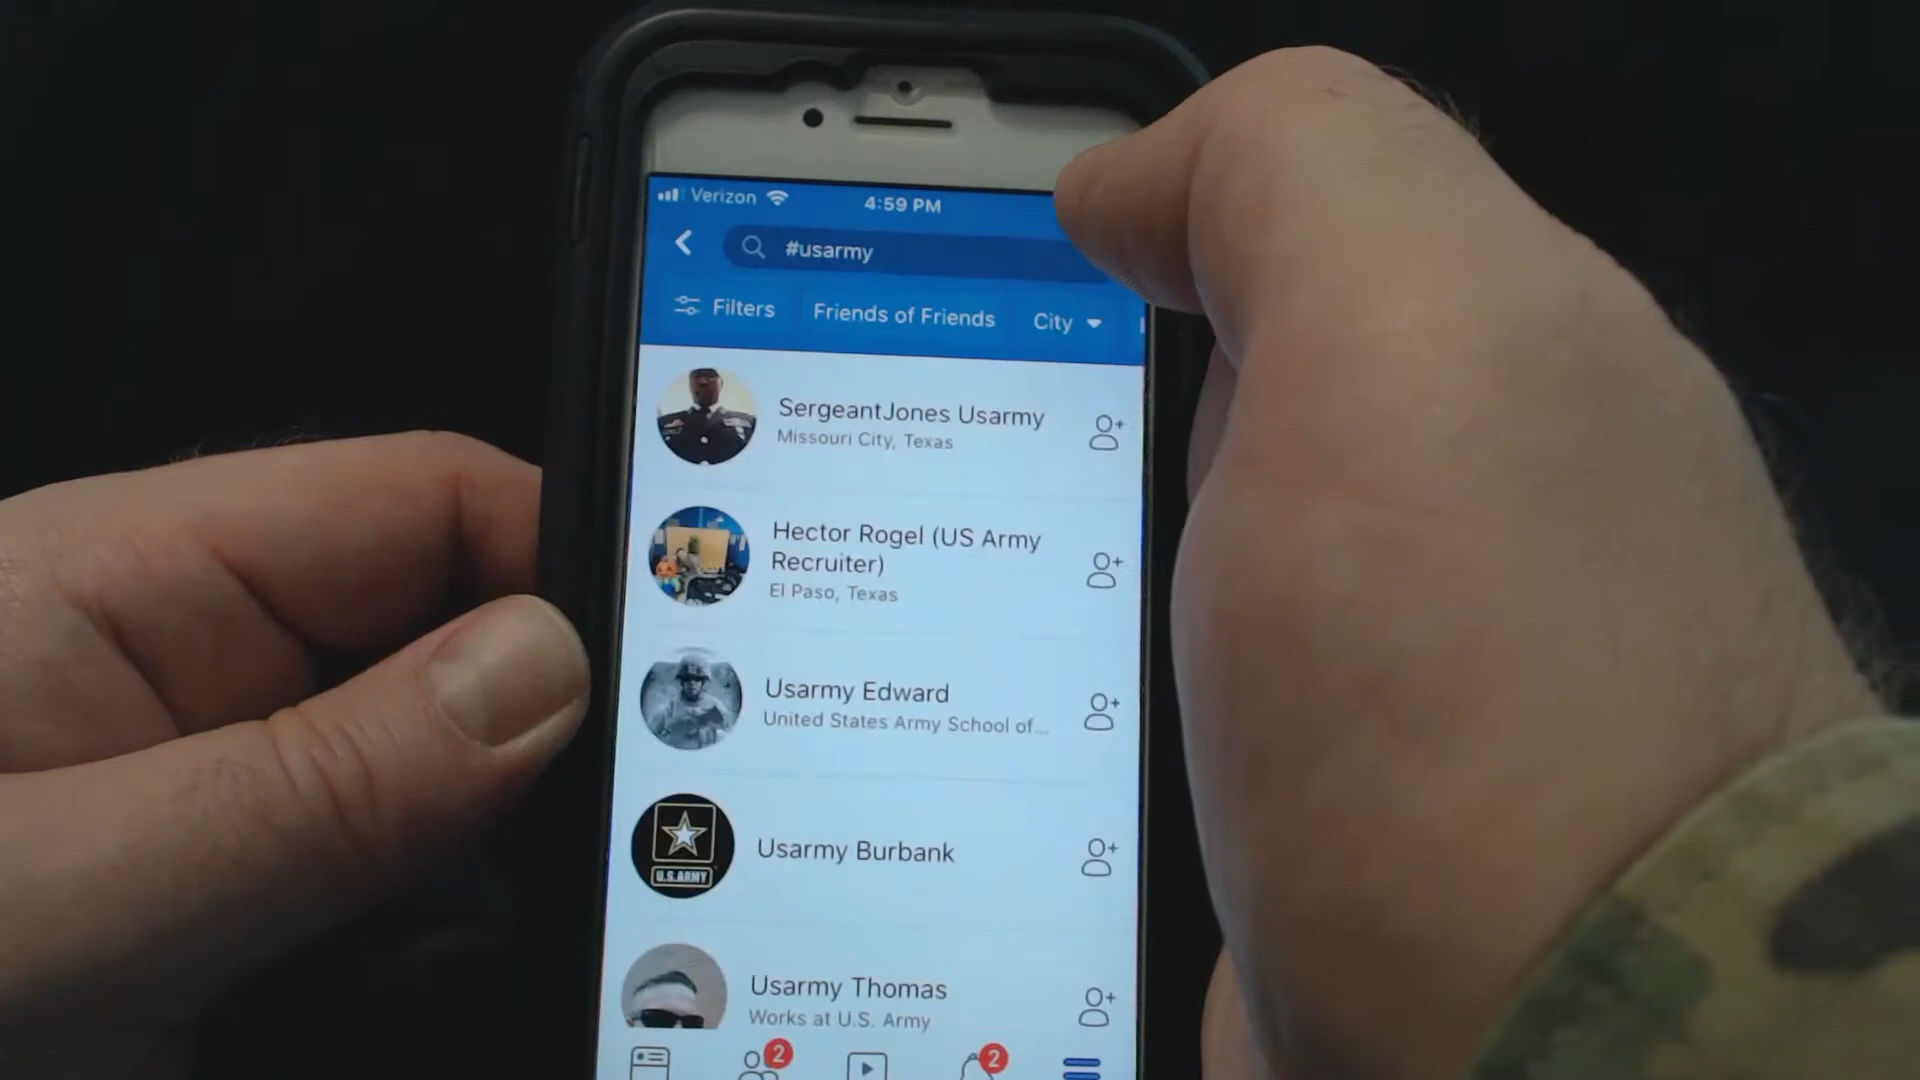 Verizon
4:59 PM
#usarmy
Filters
Friends of Friends
City
SergeantJones Usarmy
Missouri City, Texas
Hector Rogel (US Army
Recruiter)
El Paso, Texas
Usarmy Edward
United States Army School of...
U.S. ARMY
Usarmy Burbank
Usarmy Thomas
Works at U.S. Army
2
2